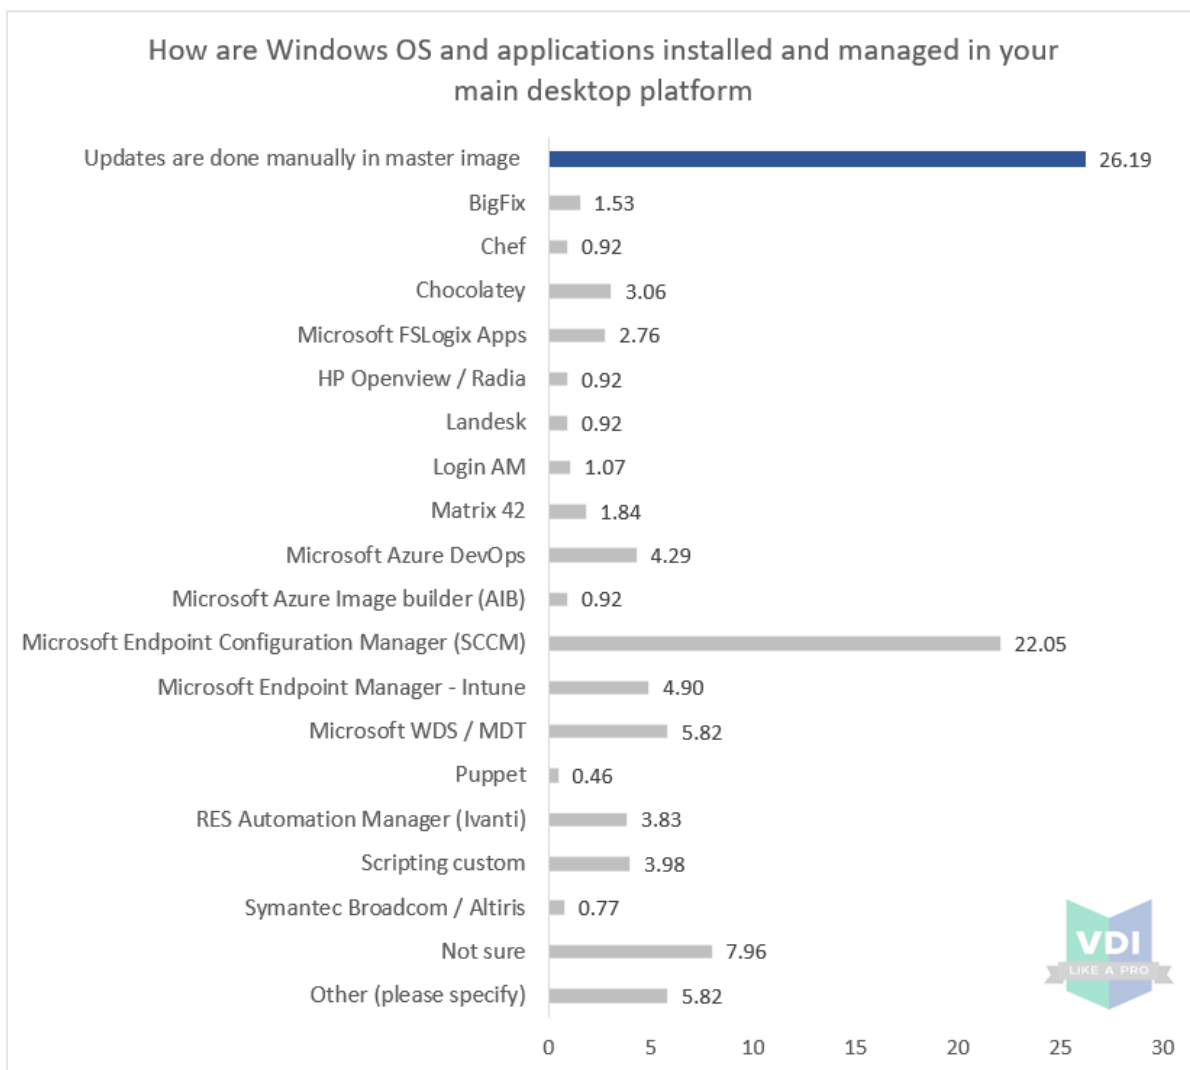 How are Windows OS and applications installed and managed in your
main desktop platform
Updates are done manually in master image 26.19
BigFix 1.53
Chef 0.92
Chocolatey 3.06
Microsoft FSLogix Apps 2.76
HP Openview / Radia 0.92
Landesk 0.92
Login AM 1.07
Matrix 42 1.84
Microsoft Azure DevOps 4.29
Microsoft Azure Image builder (AIB) 0.92
Microsoft Endpoint Configuration Manager (SCCM) 22.05
Microsoft Endpoint Manager - Intune 4.90
Microsoft WDS / MDT 5.82
Puppet 0.46
RES Automation Manager (Ivanti) 3.83
Scripting custom 3.98
Symantec Broadcom / Altiris 0.77
Not sure 7.96
Other (please specify) 5.82
0 5 10 15 20 25 30
VDI
LIKE A PRO